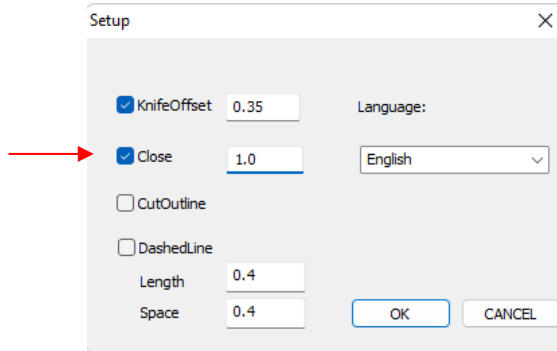 Setup
KnifeOffset 0.35 Language:
Close 1.0 English
CutOutline
DashedLine
Length 0.4
Space 0.4 OK CANCEL